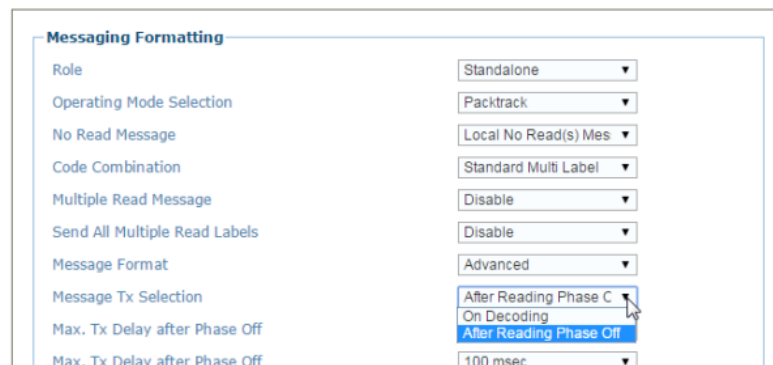 Messaging Formatting
Role Standalone
Operating Mode Selection Packtrack
No Read Message Local No Read(s) Mes
Code Combination Standard Multi Label
Multiple Read Message Disable
Send All Multiple Read Labels Disable
Message Format Advanced
Message Tx Selection After Reading Phase C
On Decoding
Max. Tx Delay after Phase Off After Reading Phase Off
Max. Tx Delay after Phase Off 100 msec